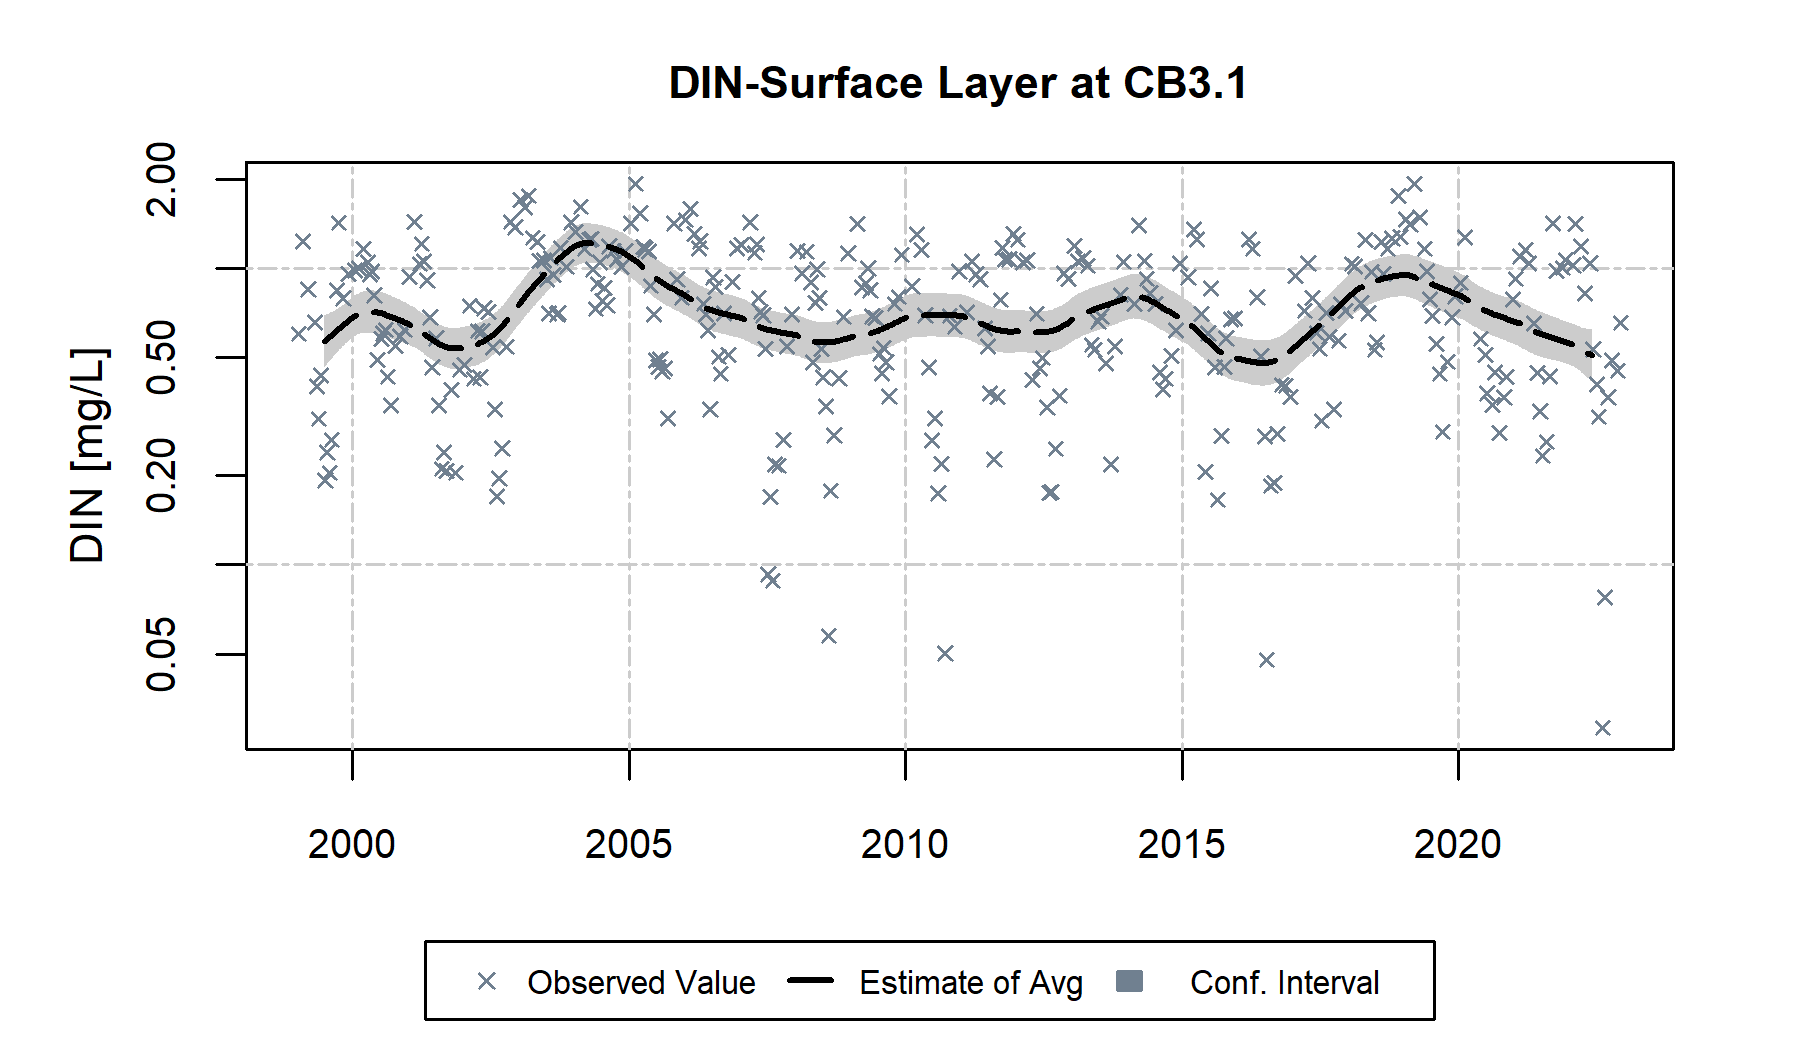 DIN-Surface Layer at CB3.1
DIN [mg/L]
2.00
0.50
0.20
0.05
2000 2005 2010 2015 2020
Observed Value Estimate of Avg Conf. Interval